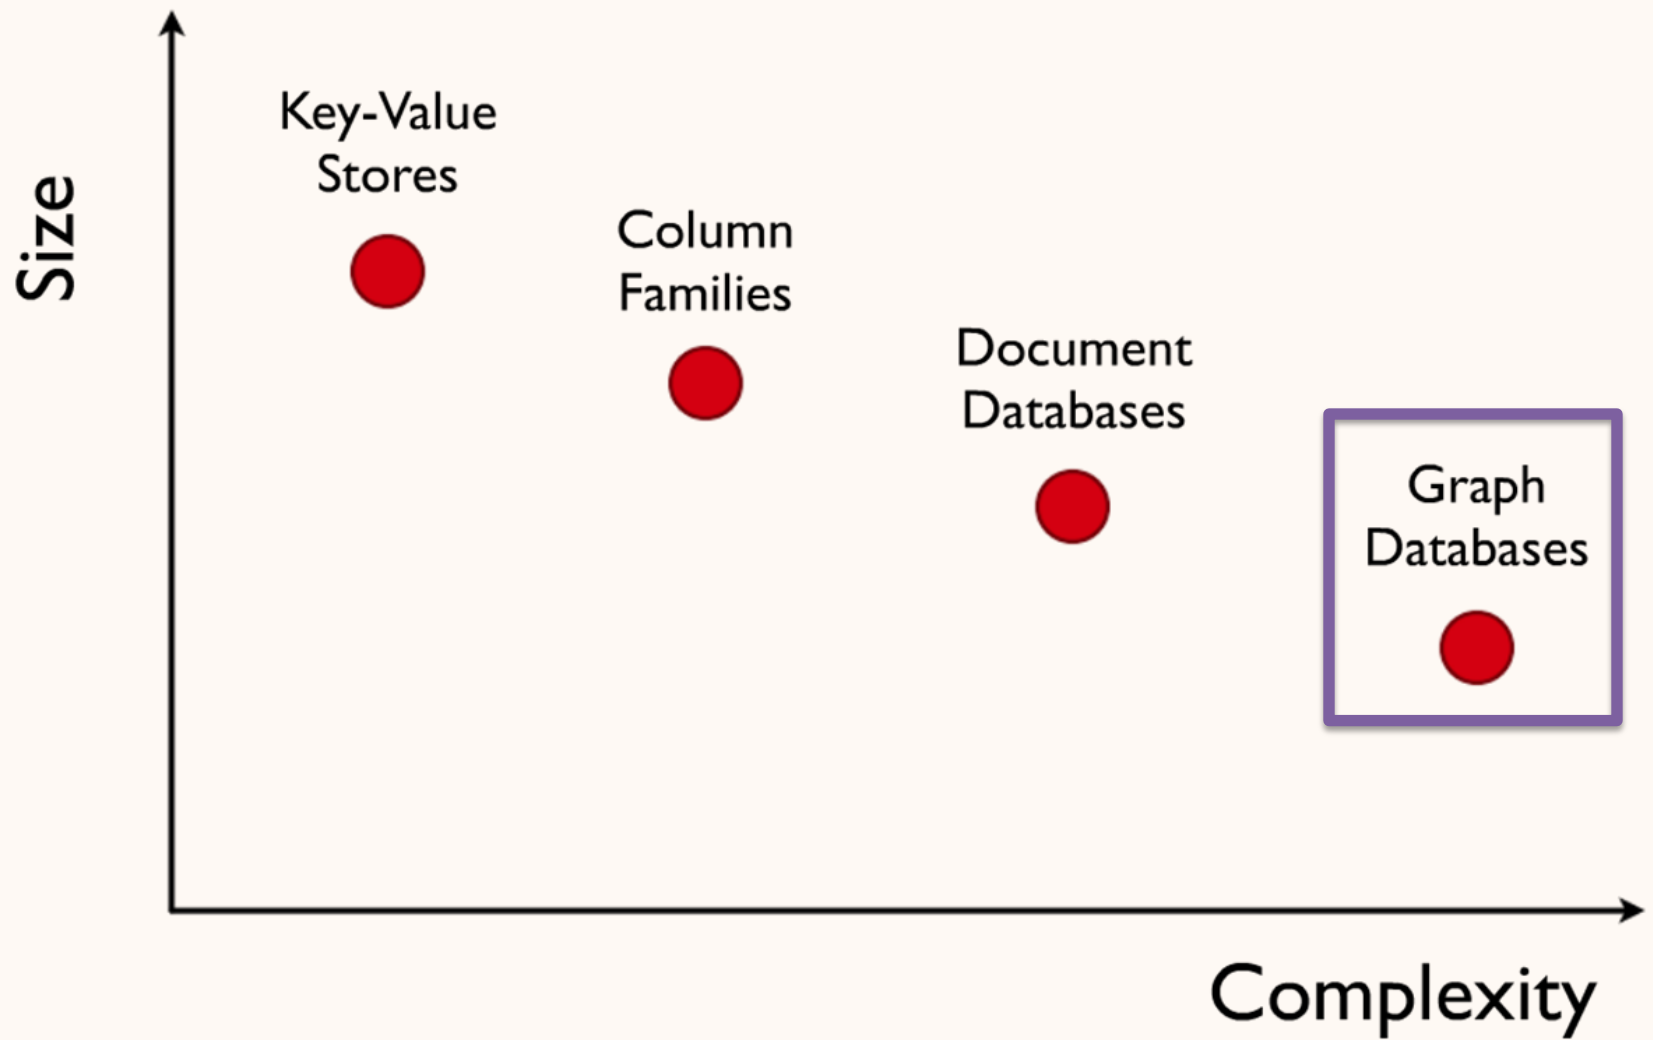 Size
Key-Value
Stores
Column
Families
Document
Databases
Graph
Databases
Complexity